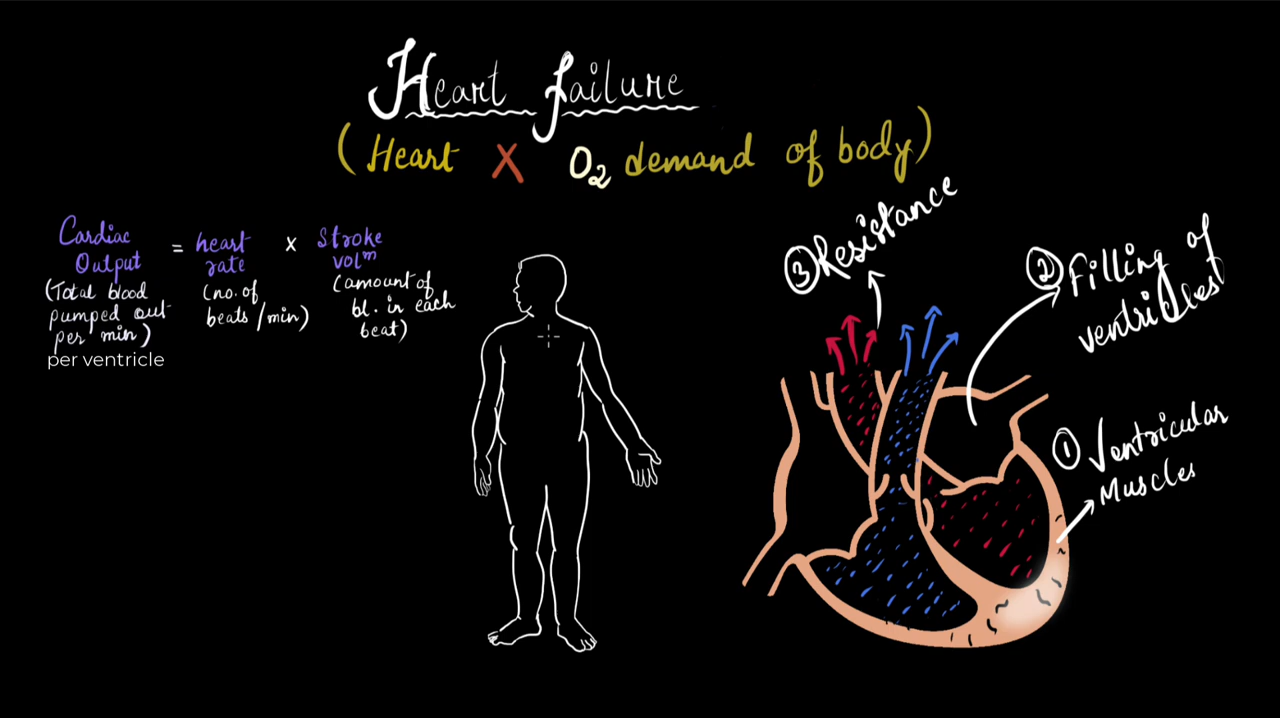 Heart failure
(Heart X O₂ demand of body)
Cardiac Output = heart rate x Stroke volᵐ
(Total blood pumped out per min)
per ventricle
(no. of beats/min)
(amount of bl. in each beat)
③ Resistance
② Filling of
ventricles
① Ventricular
Muscles